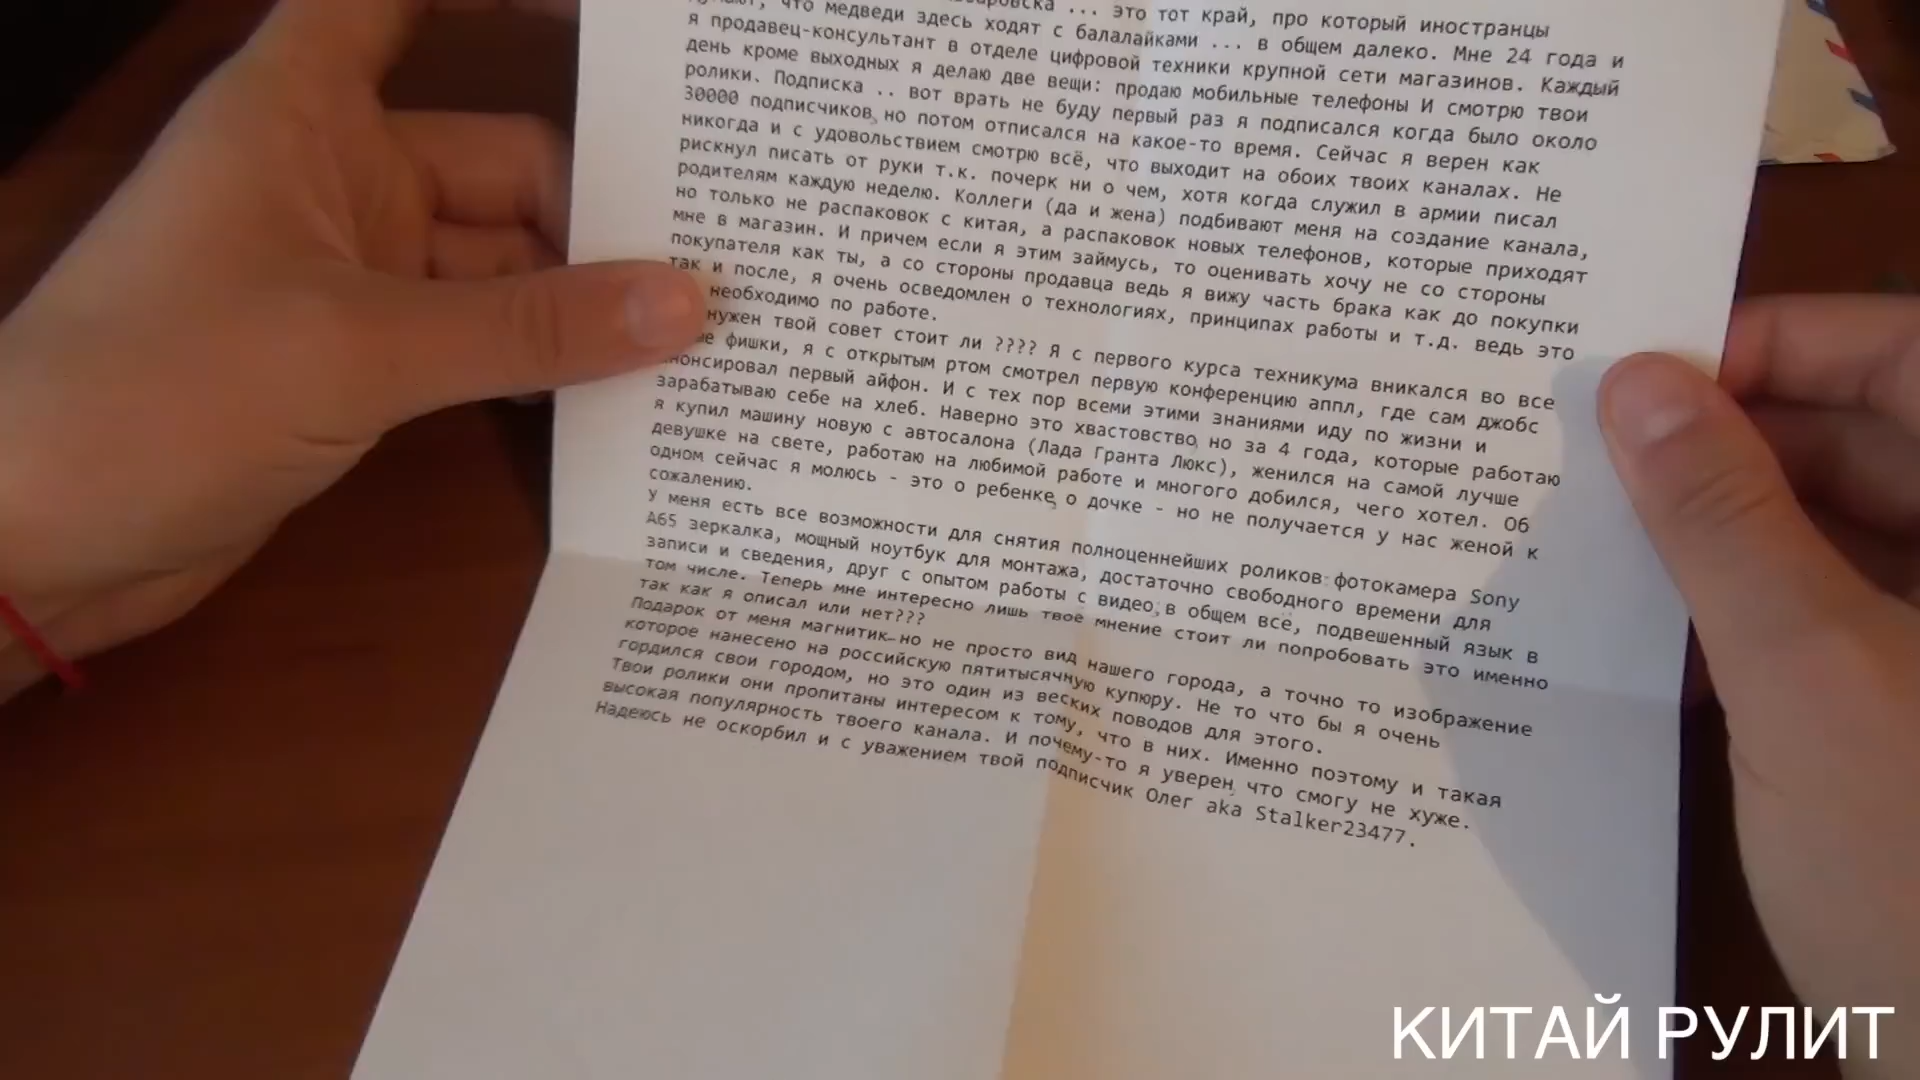 ... это тот край, про который иностранцы
что медведи здесь ходят с балалайками ... в общем далеко. Мне 24 года и
я продавец-консультант в отделе цифровой техники крупной сети магазинов. Каждый
день кроме выходных я делаю две вещи: продаю мобильные телефоны И смотрю твои
ролики. Подписка .. вот врать не буду первый раз я подписался когда было около
30000 подписчиков, но потом отписался на какое-то время. Сейчас я верен как
никогда и с удовольствием смотрю всё, что выходит на обоих твоих каналах. Не
рискнул писать от руки т.к. почерк ни о чем, хотя когда служил в армии писал
родителям каждую неделю. Коллеги (да и жена) подбивают меня на создание канала,
но только не распаковок с китая, а распаковок новых телефонов, которые приходят
мне в магазин. И причем если я этим займусь, то оценивать хочу не со стороны
покупателя как ты, а со стороны продавца ведь я вижу часть брака как до покупки
так и после, я очень осведомлен о технологиях, принципах работы и т.д. ведь это
необходимо по работе.
нужен твой совет стоит ли ???? Я с первого курса техникума вникался во все
фишки, я с открытым ртом смотрел первую конференцию аппл, где сам джобс
анонсировал первый айфон. И с тех пор всеми этими знаниями иду по жизни и
зарабатываю себе на хлеб. Наверно это хвастовство, но за 4 года, которые работаю
я купил машину новую с автосалона (Лада Гранта Люкс), женился на самой лучше
девушке на свете, работаю на любимой работе и многого добился, чего хотел. Об
одном сейчас я молюсь - это о ребенке, о дочке - но не получается у нас женой к
сожалению.
У меня есть все возможности для снятия полноценнейших роликов: фотокамера Sony
A65 зеркалка, мощный ноутбук для монтажа, достаточно свободного времени для
записи и сведения, друг с опытом работы с видео, в общем всё, подвешенный язык в
том числе. Теперь мне интересно лишь твоё мнение стоит ли попробовать это именно
так как я описал или нет???
Подарок от меня магнитик но не просто вид нашего города, а точно то изображение
которое нанесено на российскую пятитысячную купюру. Не то что бы я очень
гордился свои городом, но это один из веских поводов для этого.
Твои ролики они пропитаны интересом к тому, что в них. Именно поэтому и такая
высокая популярность твоего канала. И почему-то я уверен, что смогу не хуже.
Надеюсь не оскорбил и с уважением твой подписчик Олег aka Stalker23477.
КИТАЙ РУЛИТ